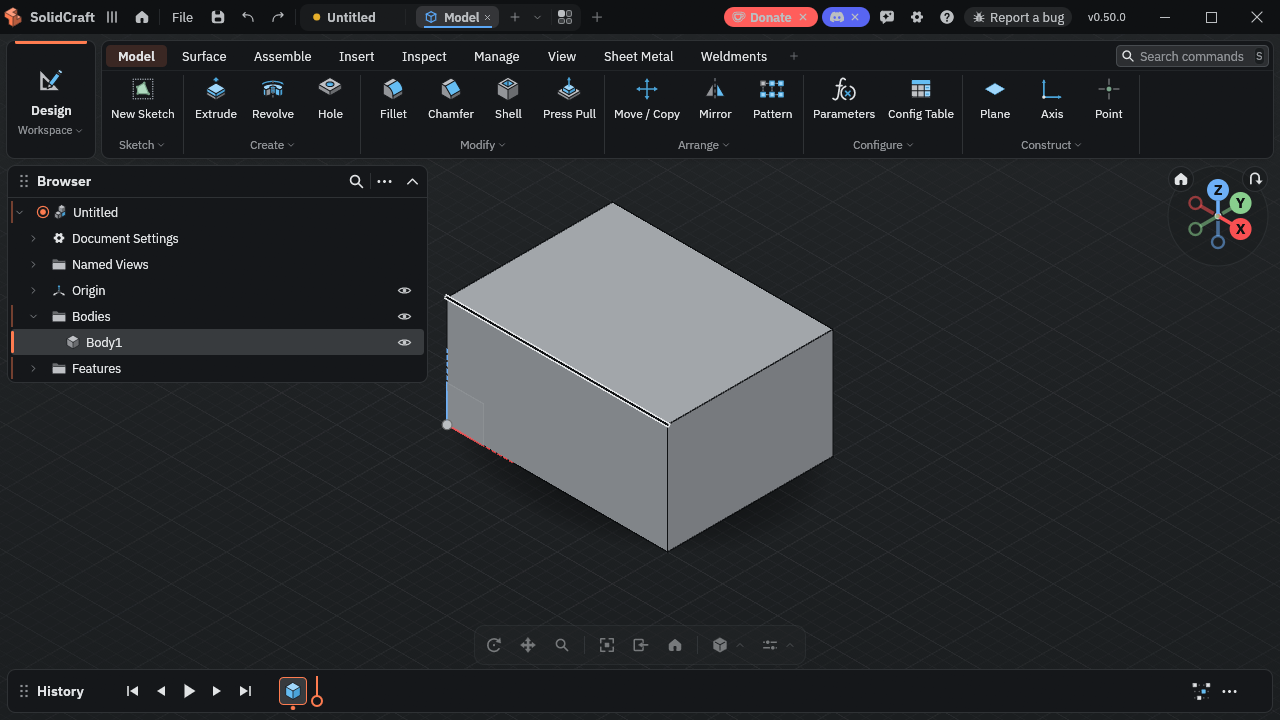 SolidCraft
File
Untitled
Model
Donate
Report a bug
v0.50.0
Design
Workspace
Model
Surface
Assemble
Insert
Inspect
Manage
View
Sheet Metal
Weldments
Search commands
S
New Sketch
Extrude
Revolve
Hole
Fillet
Chamfer
Shell
Press Pull
Move / Copy
Mirror
Pattern
Parameters
Config Table
Plane
Axis
Point
Sketch
Create
Modify
Arrange
Configure
Construct
Browser
Untitled
Document Settings
Named Views
Origin
Bodies
Body1
Features
Z
Y
X
History